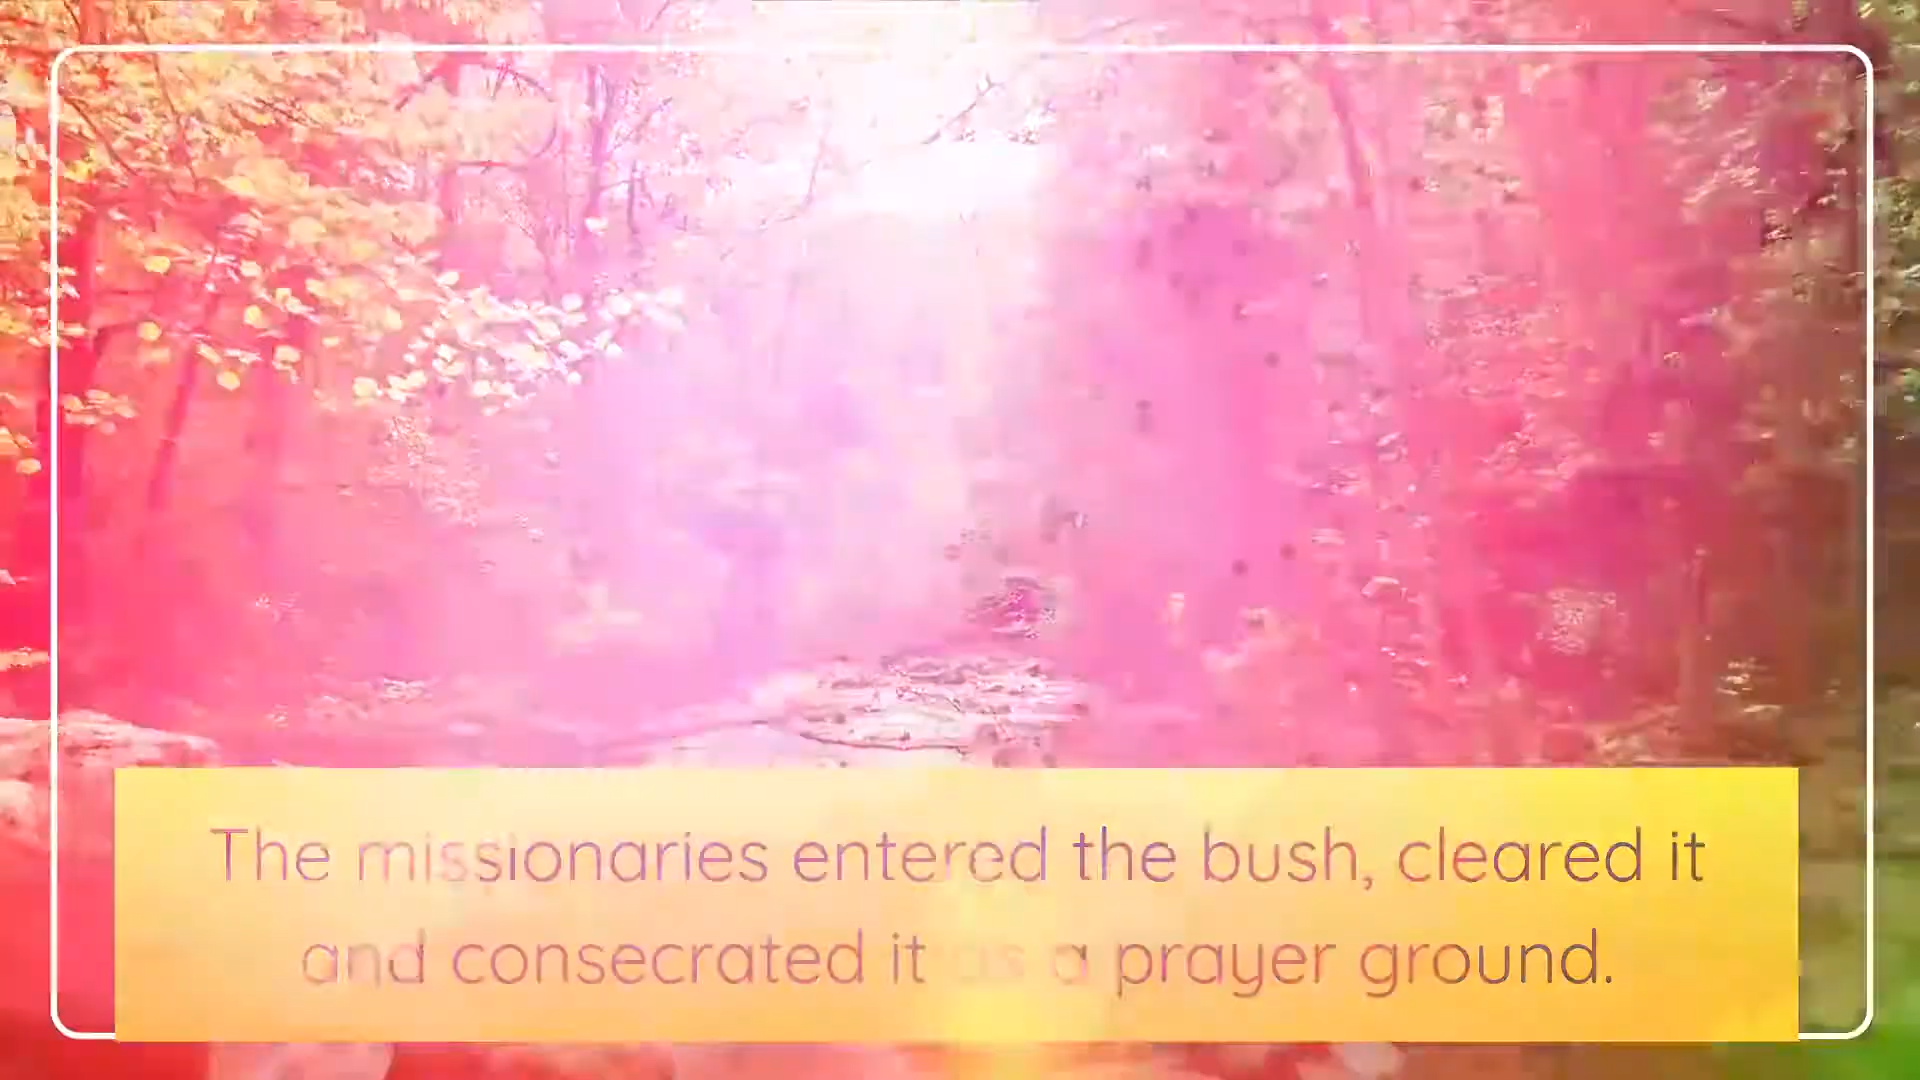 The missionaries entered the bush, cleared it
and consecrated it as a prayer ground.